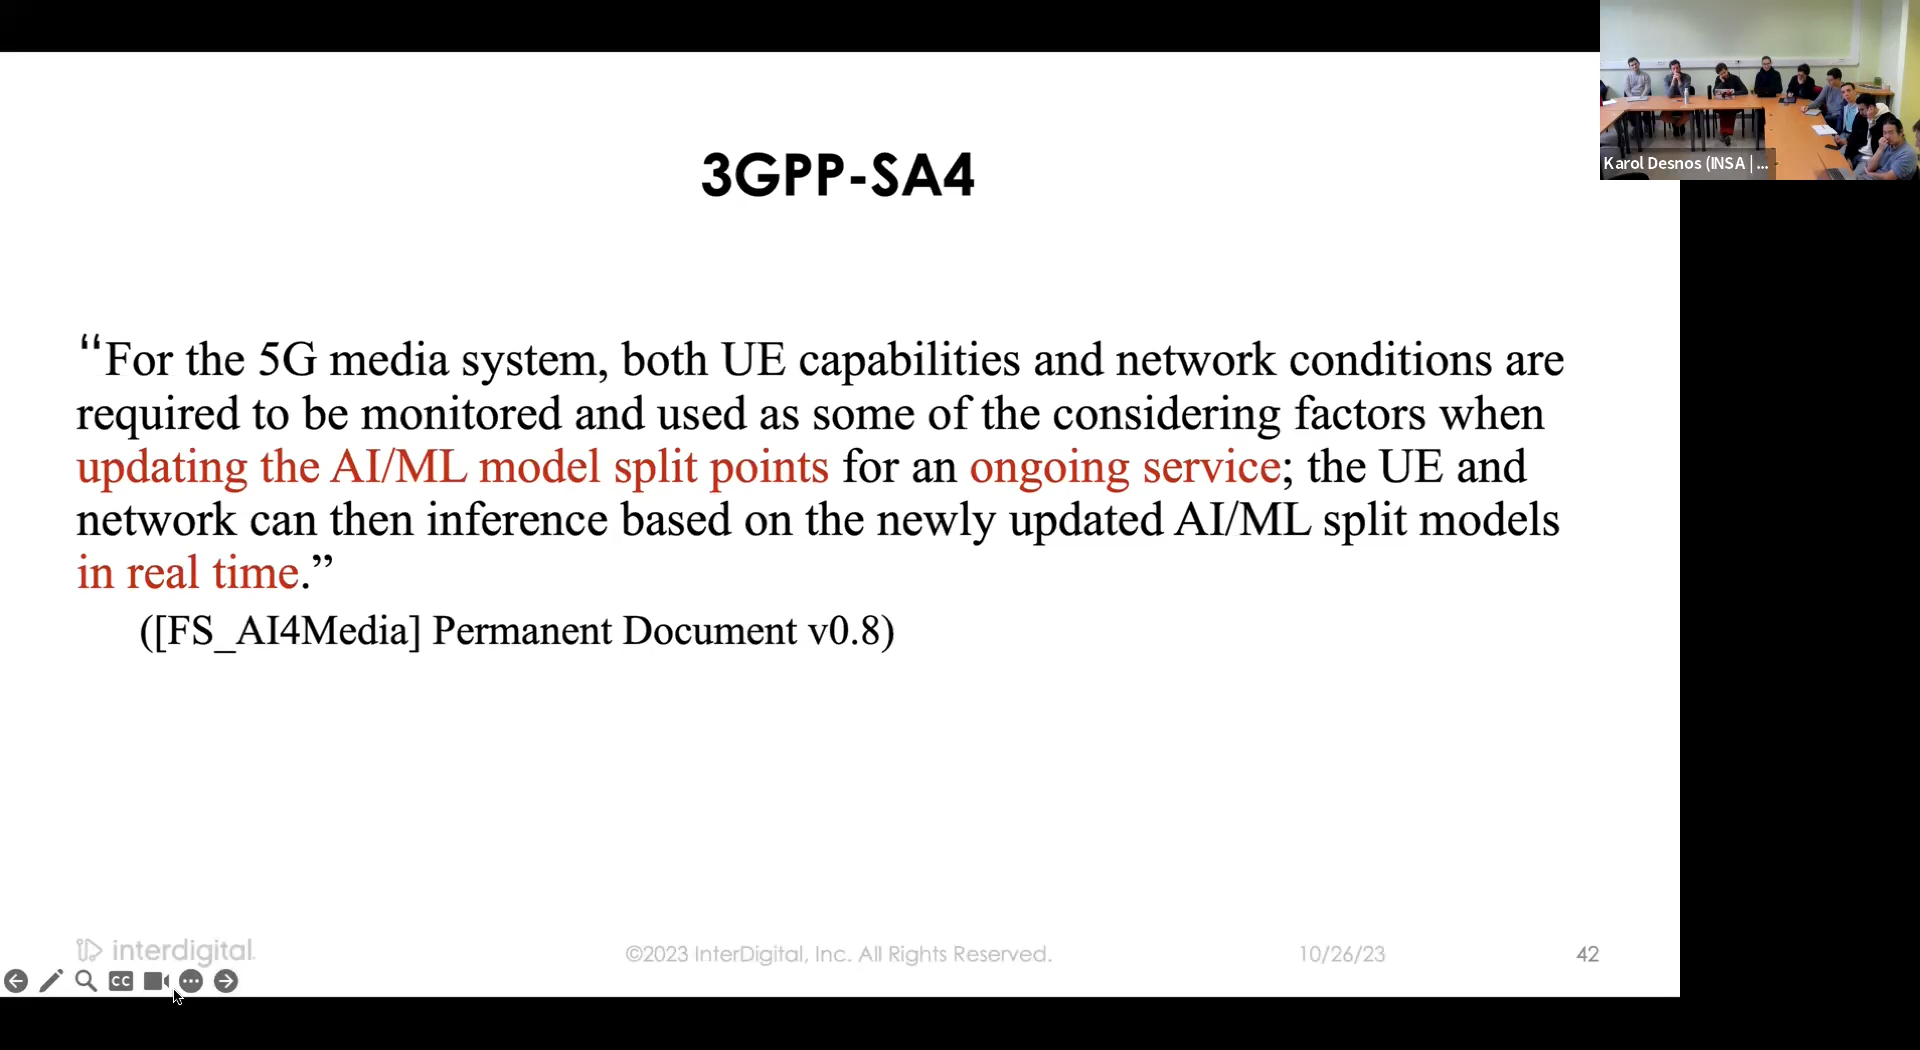 Karol Desnos (INSA | ...
3GPP-SA4
“For the 5G media system, both UE capabilities and network conditions are
required to be monitored and used as some of the considering factors when
updating the AI/ML model split points for an ongoing service; the UE and
network can then inference based on the newly updated AI/ML split models
in real time.”
([FS_AI4Media] Permanent Document v0.8)
interdigital
©2023 InterDigital, Inc. All Rights Reserved.
10/26/23
42
CC